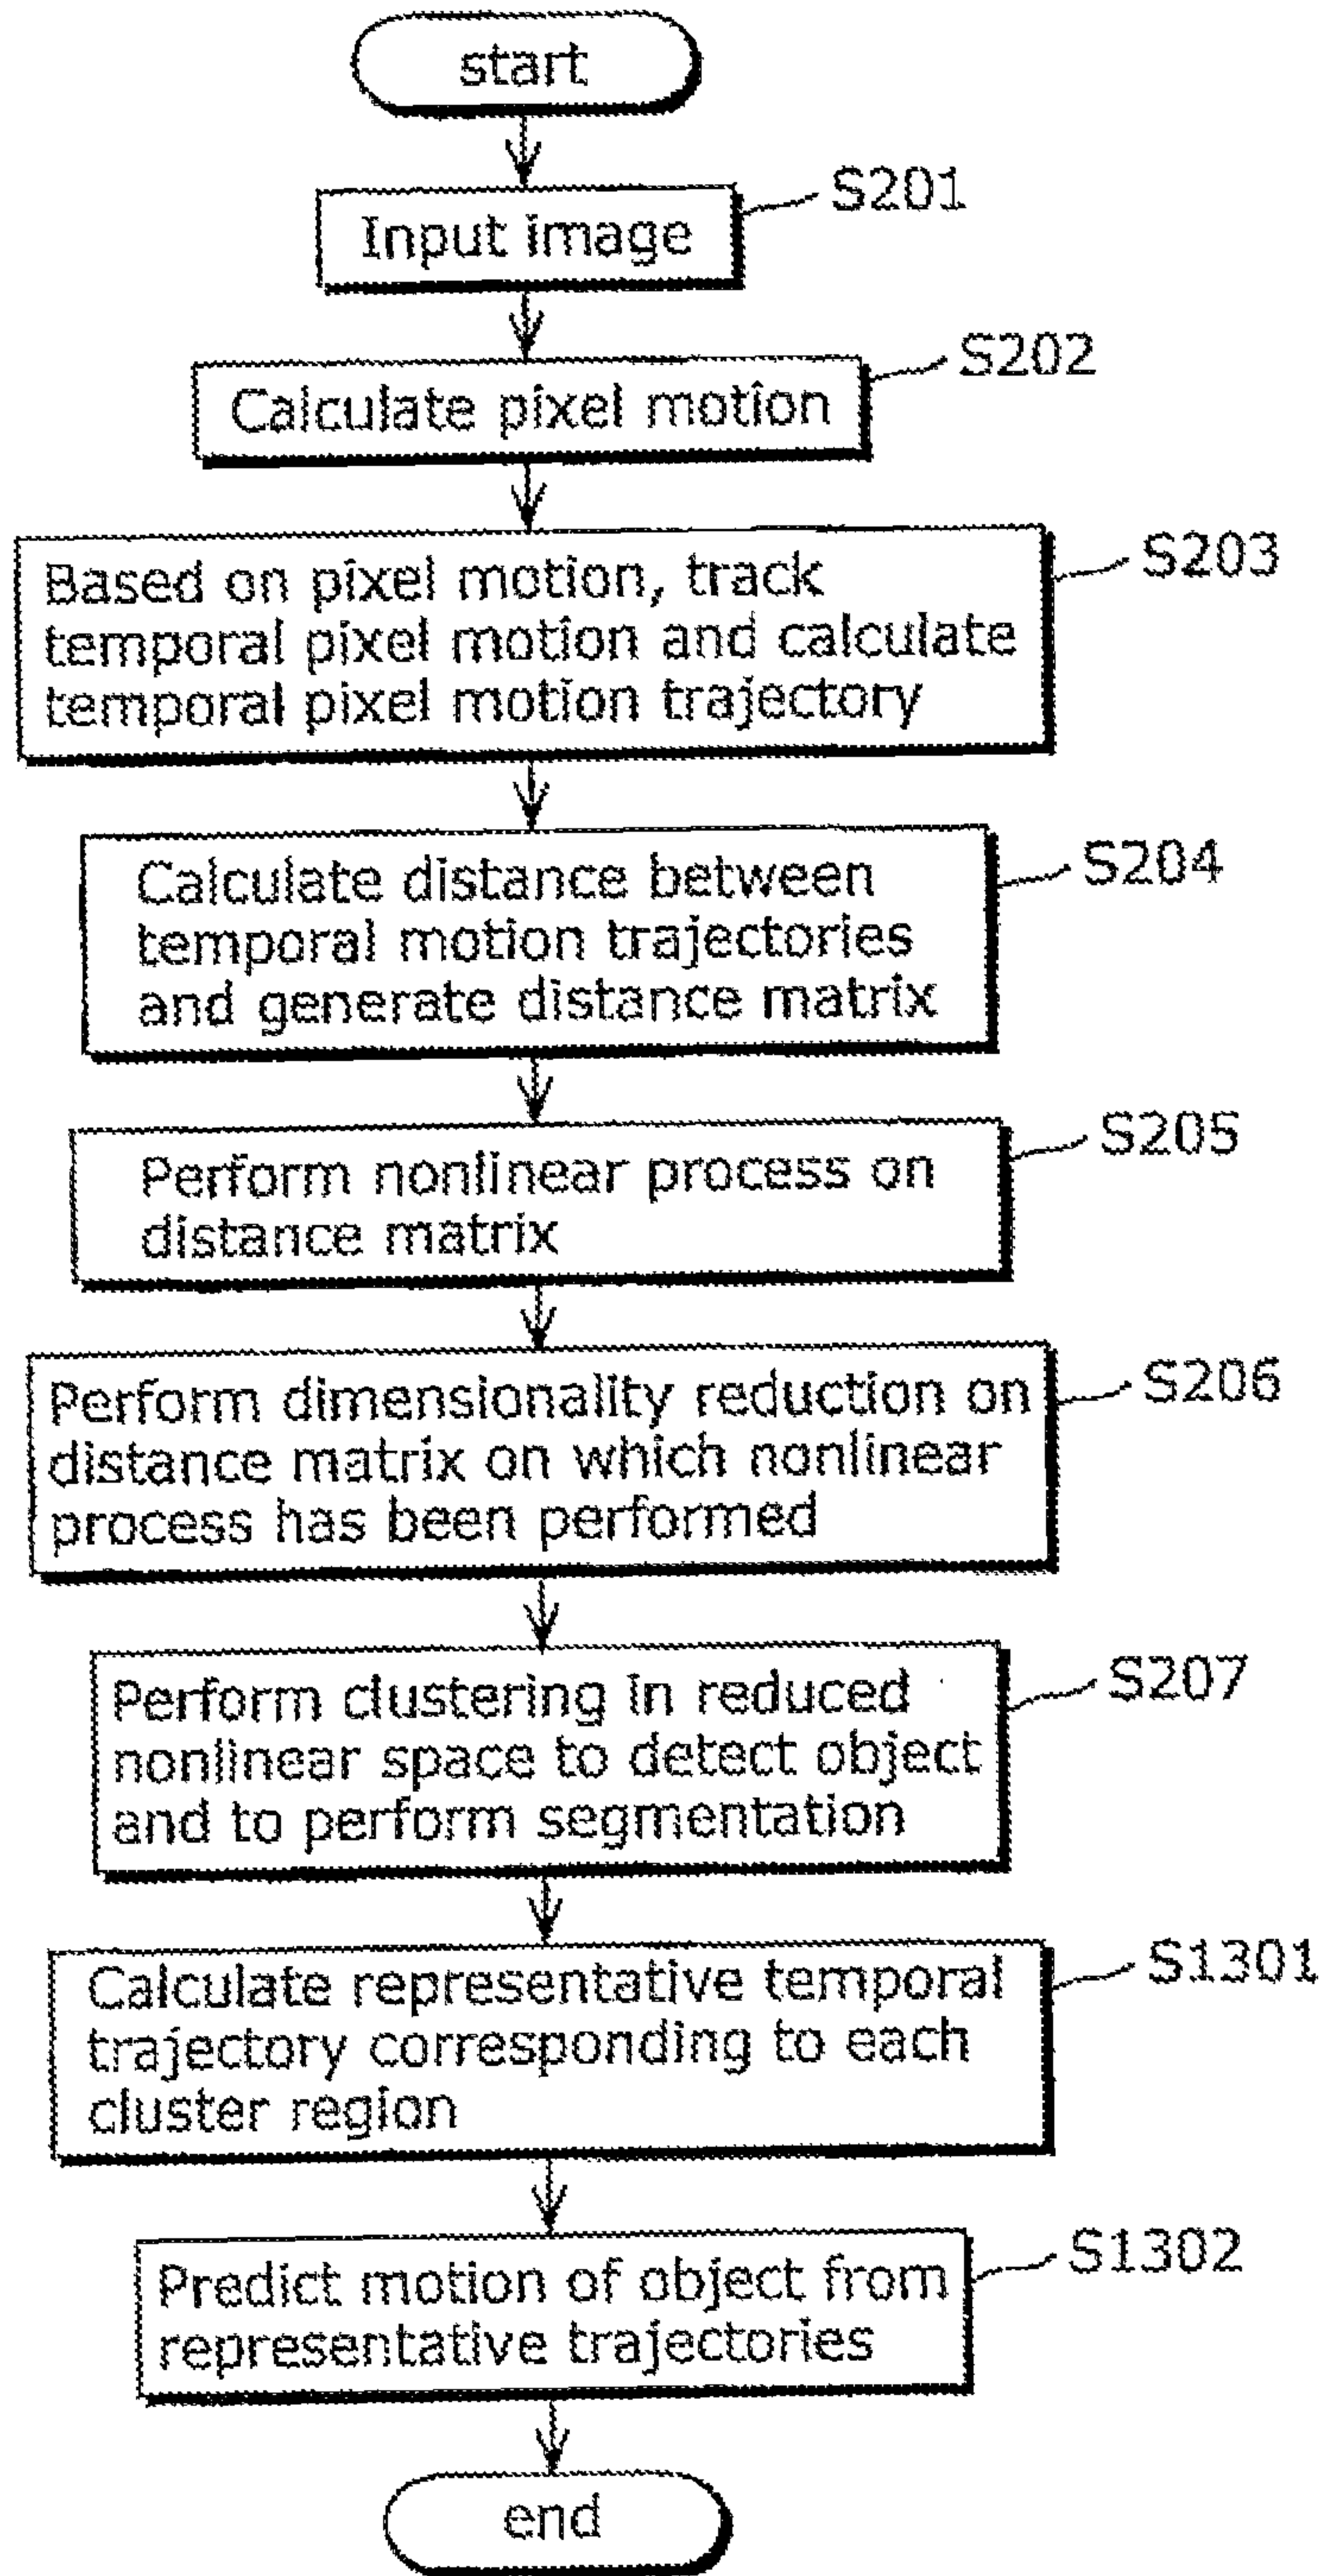 start
S201
Input image
S202
Calculate pixel motion
S203
Based on pixel motion, track
temporal pixel motion and calculate
temporal pixel motion trajectory
S204
Calculate distance between
temporal motion trajectories
and generate distance matrix
S205
Perform nonlinear process on
distance matrix
S206
Perform dimensionality reduction on
distance matrix on which nonlinear
process has been performed
S207
Perform clustering in reduced
nonlinear space to detect object
and to perform segmentation
S1301
Calculate representative temporal
trajectory corresponding to each
cluster region
S1302
Predict motion of object from
representative trajectories
end